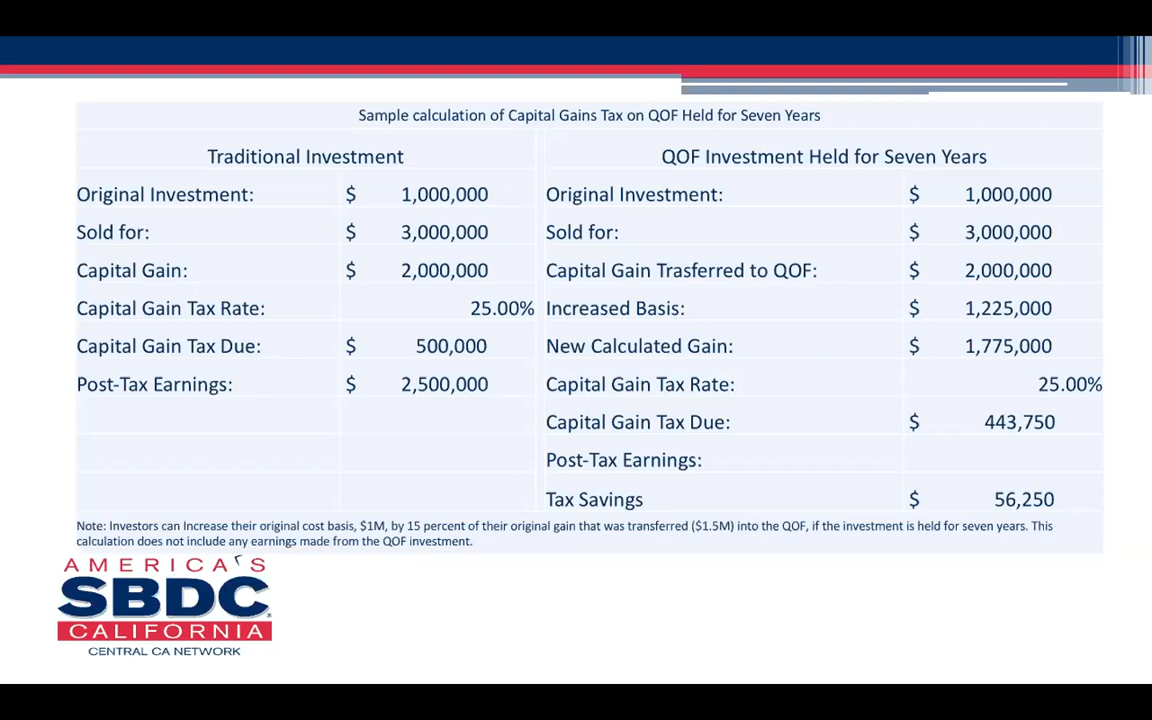 Sample calculation of Capital Gains Tax on QOF Held for Seven Years
Traditional Investment
QOF Investment Held for Seven Years
Original Investment: $ 1,000,000 Original Investment: $ 1,000,000
Sold for: $ 3,000,000 Sold for: $ 3,000,000
Capital Gain: $ 2,000,000 Capital Gain Trasferred to QOF: $ 2,000,000
Capital Gain Tax Rate: 25.00% Increased Basis: $ 1,225,000
Capital Gain Tax Due: $ 500,000 New Calculated Gain: $ 1,775,000
Post-Tax Earnings: $ 2,500,000 Capital Gain Tax Rate: 25.00%
Capital Gain Tax Due: $ 443,750
Post-Tax Earnings:
Tax Savings $ 56,250
Note: Investors can Increase their original cost basis, $1M, by 15 percent of their original gain that was transferred ($1.5M) into the QOF, if the investment is held for seven years. This
calculation does not include any earnings made from the QOF investment.
AMERICA'S
SBDC
CALIFORNIA
CENTRAL CA NETWORK